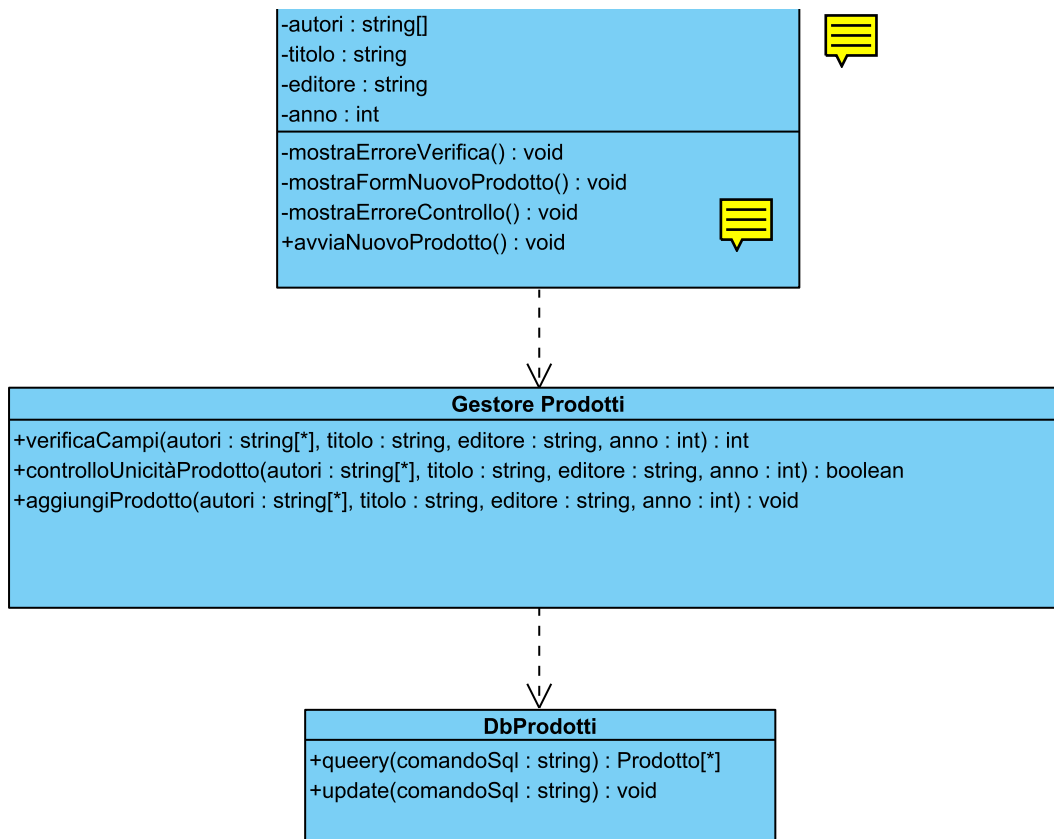 -autori : string[]
-titolo : string
-editore : string
-anno : int
-mostraErroreVerifica() : void
-mostraFormNuovoProdotto() : void
-mostraErroreControllo() : void
+avviaNuovoProdotto() : void
Gestore Prodotti
+verificaCampi(autori : string[*], titolo : string, editore : string, anno : int) : int
+controlloUnicitàProdotto(autori : string[*], titolo : string, editore : string, anno : int) : boolean
+aggiungiProdotto(autori : string[*], titolo : string, editore : string, anno : int) : void
DbProdotti
+queery(comandoSql : string) : Prodotto[*]
+update(comandoSql : string) : void